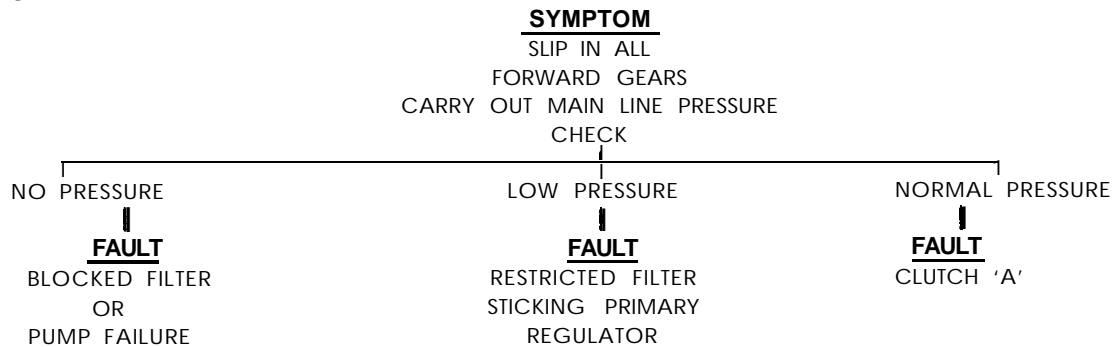 SYMPTOM
SLIP IN ALL
FORWARD GEARS
CARRY OUT MAIN LINE PRESSURE
CHECK
NO PRESSURE
FAULT
BLOCKED FILTER
OR
PUMP FAILURE
LOW PRESSURE
FAULT
RESTRICTED FILTER
STICKING PRIMARY
REGULATOR
NORMAL PRESSURE
FAULT
CLUTCH ‘A’